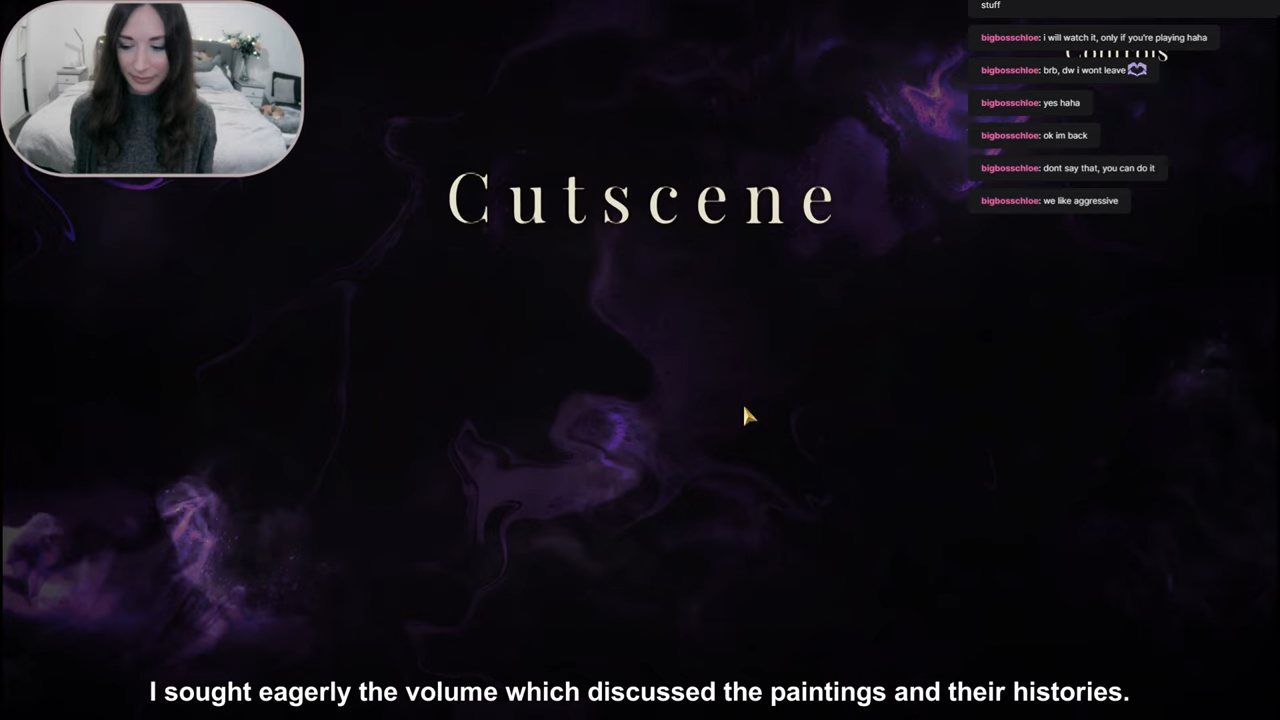 stuff
bigbosschloe: i will watch it, only if you're playing haha
Controls
bigbosschloe: brb, dw i wont leave
bigbosschloe: yes haha
bigbosschloe: ok im back
bigbosschloe: dont say that, you can do it
bigbosschloe: we like aggressive
Cutscene
I sought eagerly the volume which discussed the paintings and their histories.